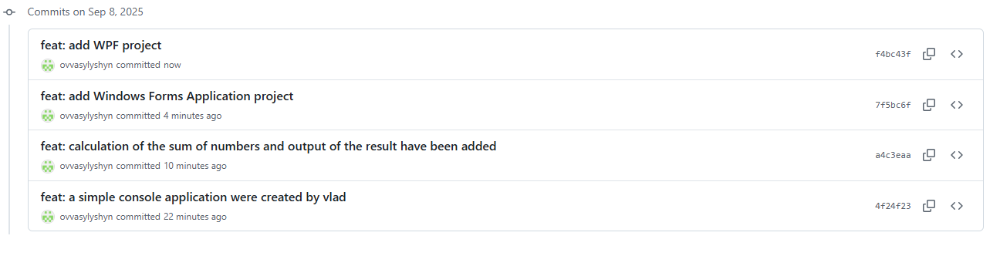 Commits on Sep 8, 2025
feat: add WPF project
ovvasylyshyn committed now
f4bc43f
feat: add Windows Forms Application project
ovvasylyshyn committed 4 minutes ago
7f5bc6f
feat: calculation of the sum of numbers and output of the result have been added
ovvasylyshyn committed 10 minutes ago
a4c3eaa
feat: a simple console application were created by vlad
ovvasylyshyn committed 22 minutes ago
4f24f23